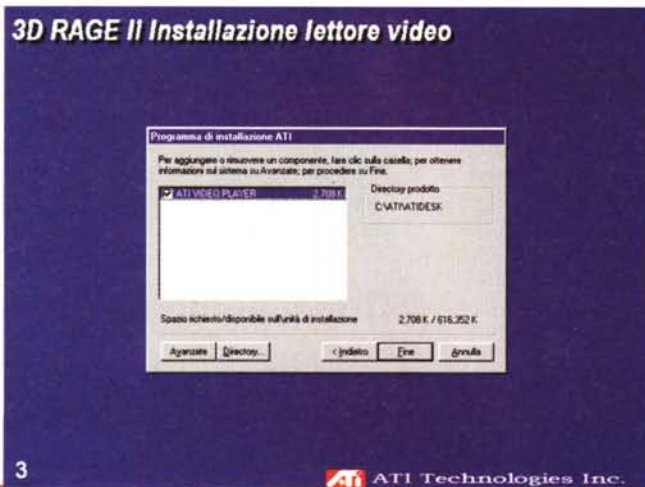 3D RAGE II Installazione lettore video
Programma di installazione ATI
Per aggiungere o rimuovere un componente, fare clic sulla casella; per ottenere
informazioni sul sistema su Avanzate; per procedere su Fine.
ATI VIDEO PLAYER 2.708 K
Directory prodotto
C:\ATI\ATIDESK
Spazio richiesto/disponibile sull'unità di installazione 2.708 K / 616.352 K
Avanzate Directory... < Indietro Fine Annulla
3 ATI ATI Technologies Inc.